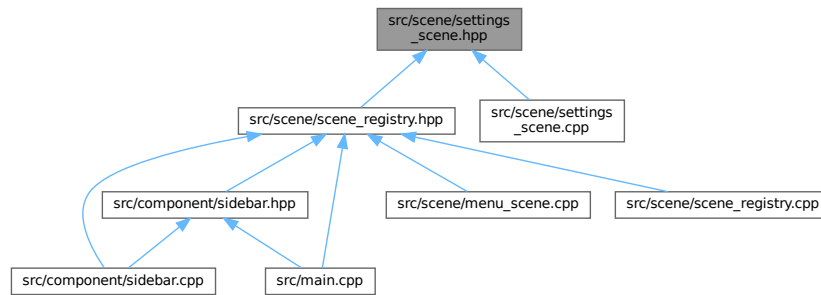 src/scene/settings
_scene.hpp
src/scene/scene_registry.hpp
src/scene/settings
_scene.cpp
src/component/sidebar.hpp
src/scene/menu_scene.cpp
src/scene/scene_registry.cpp
src/component/sidebar.cpp
src/main.cpp